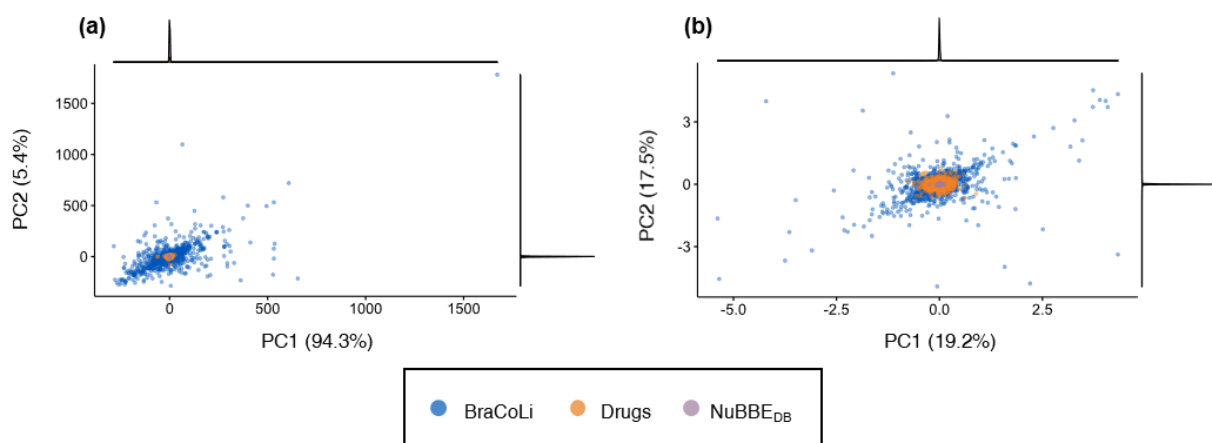 (a)
1500
1000
500
0
PC2 (5.4%)
0 500 1000 1500
PC1 (94.3%)
(b)
3
0
-3
PC2 (17.5%)
-5.0 -2.5 0.0 2.5
PC1 (19.2%)
BraCoLi Drugs NuBBEDB